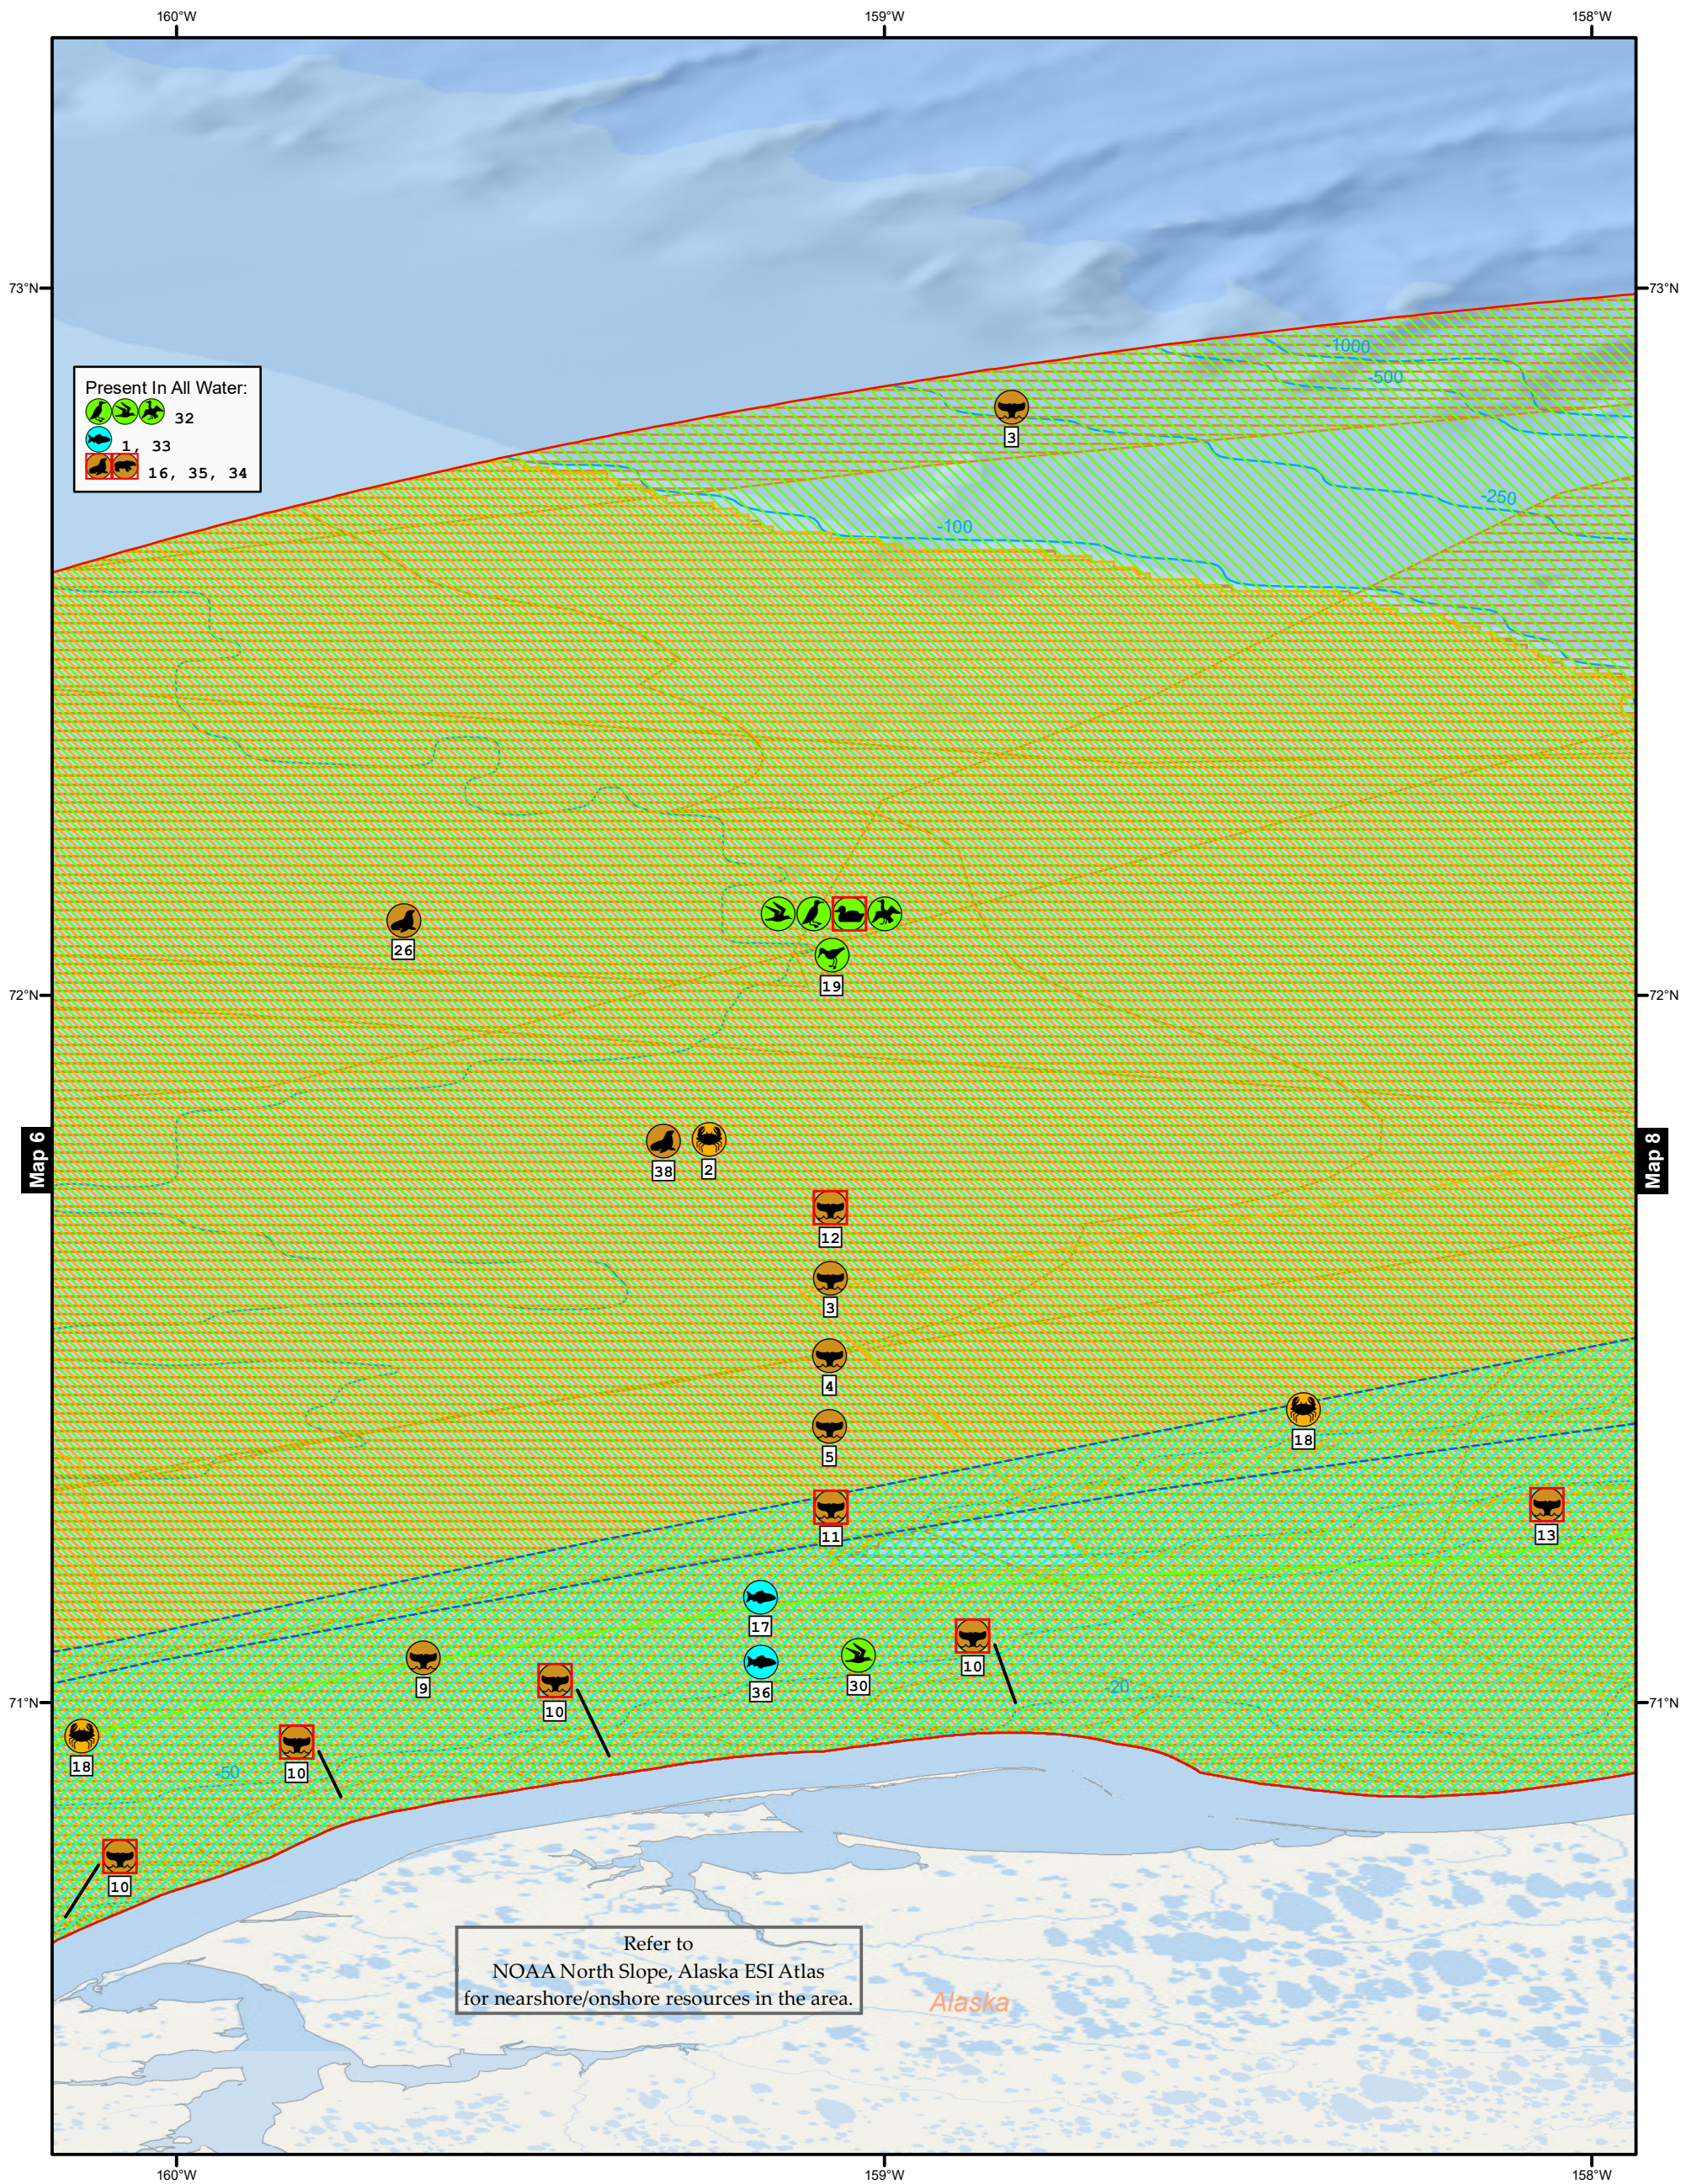 160°W 159°W 158°W
73°N 73°N
-1000
-500
Present In All Water:
32
1, 33
16, 35, 34
3
-250
-100
26
19
72°N 72°N
Map 6 Map 8
38 2
12
3
4
5
18
11
13
17
10
9
36 30
10
-20
71°N 71°N
18
10
-50
10
Refer to
NOAA North Slope, Alaska ESI Atlas
for nearshore/onshore resources in the area.
Alaska
160°W 159°W 158°W